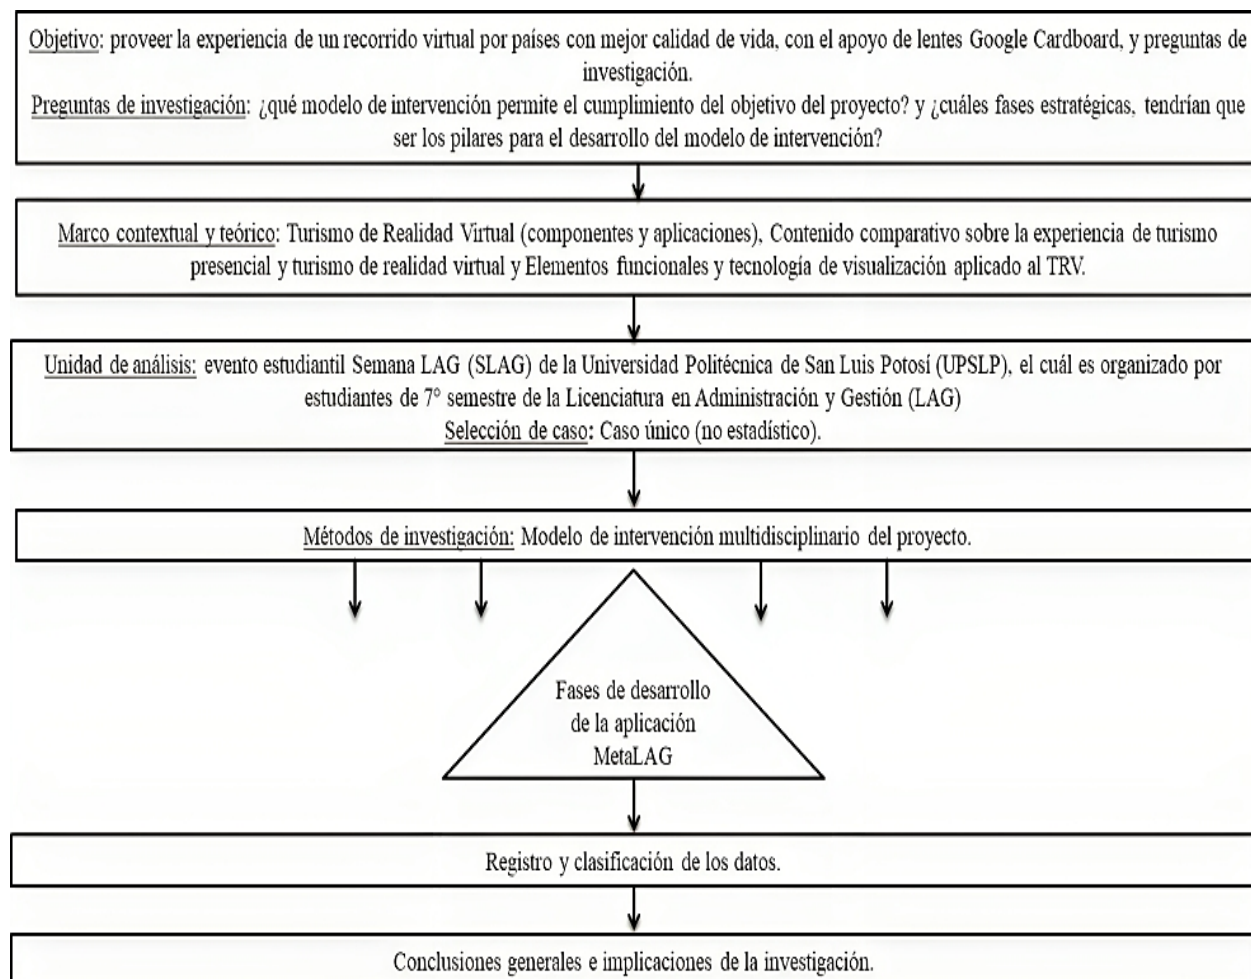 Objetivo: proveer la experiencia de un recorrido virtual por países con mejor calidad de vida, con el apoyo de lentes Google Cardboard, y preguntas de
investigación.
Preguntas de investigación: ¿qué modelo de intervención permite el cumplimiento del objetivo del proyecto? y ¿cuáles fases estratégicas, tendrían que
ser los pilares para el desarrollo del modelo de intervención?
Marco contextual y teórico: Turismo de Realidad Virtual (componentes y aplicaciones), Contenido comparativo sobre la experiencia de turismo
presencial y turismo de realidad virtual y Elementos funcionales y tecnología de visualización aplicado al TRV.
Unidad de análisis: evento estudiantil Semana LAG (SLAG) de la Universidad Politécnica de San Luis Potosí (UPSLP), el cuál es organizado por
estudiantes de 7° semestre de la Licenciatura en Administración y Gestión (LAG)
Selección de caso: Caso único (no estadístico).
Métodos de investigación: Modelo de intervención multidisciplinario del proyecto.
Fases de desarrollo
de la aplicación
MetaLAG
Registro y clasificación de los datos.
Conclusiones generales e implicaciones de la investigación.